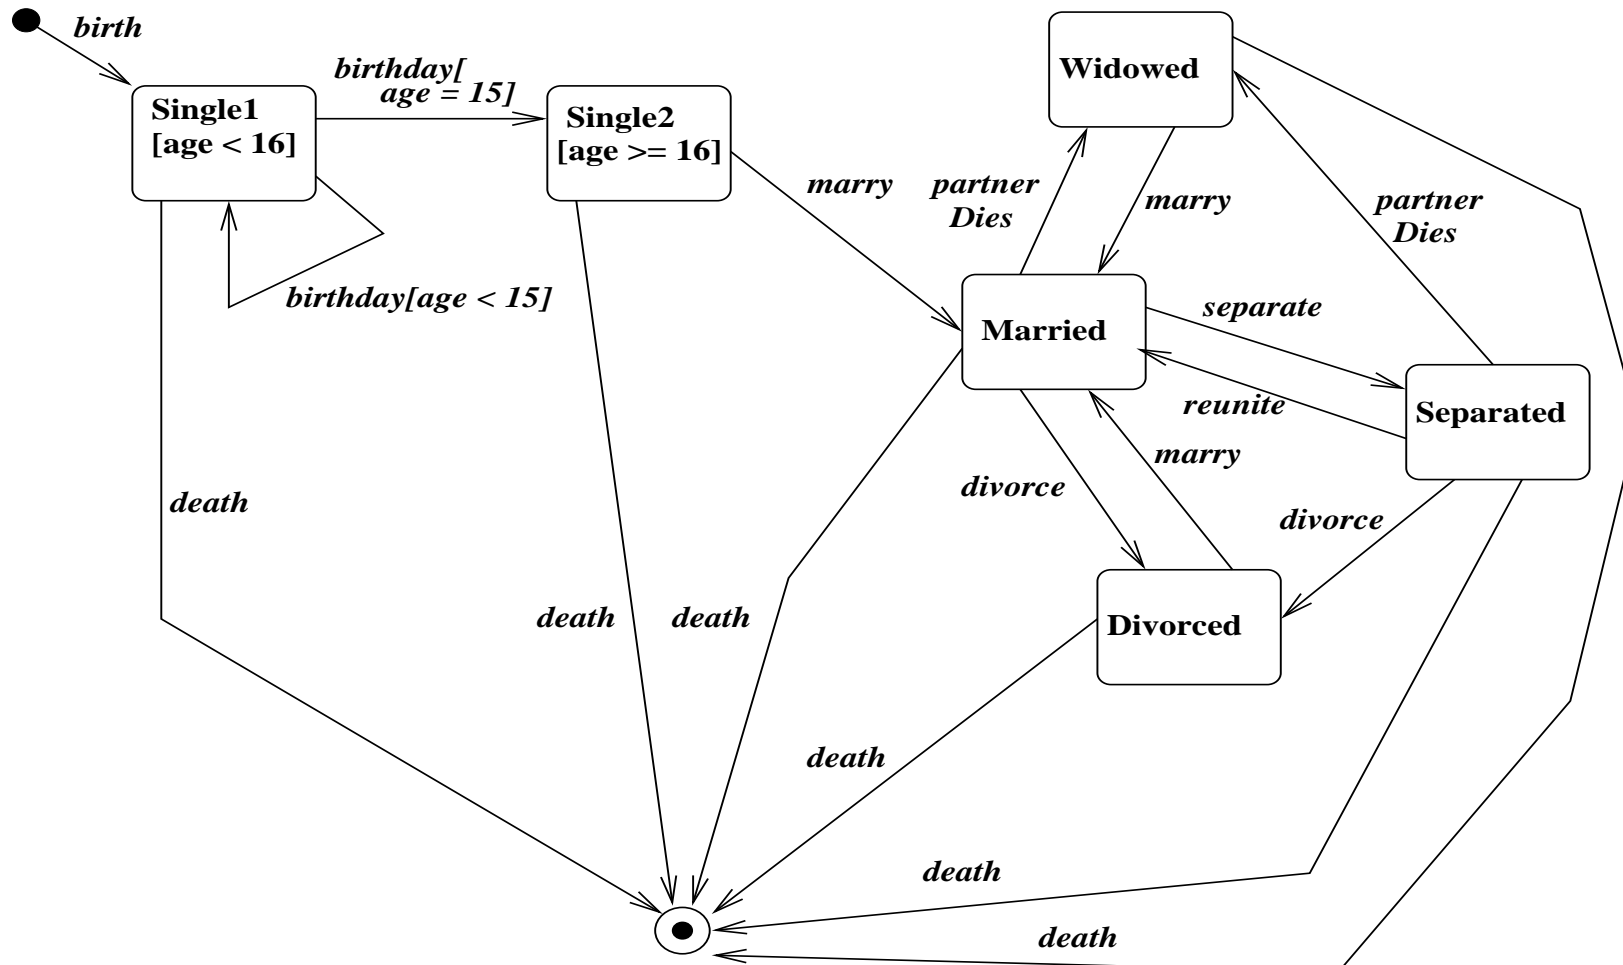 birth
birthday[
age = 15]
Single1
[age < 16]
Single2
[age >= 16]
birthday[age < 15]
death
death
marry
Widowed
partner
Dies
marry
partner
Dies
Married
separate
reunite
Separated
marry
divorce
divorce
death
Divorced
death
death
death